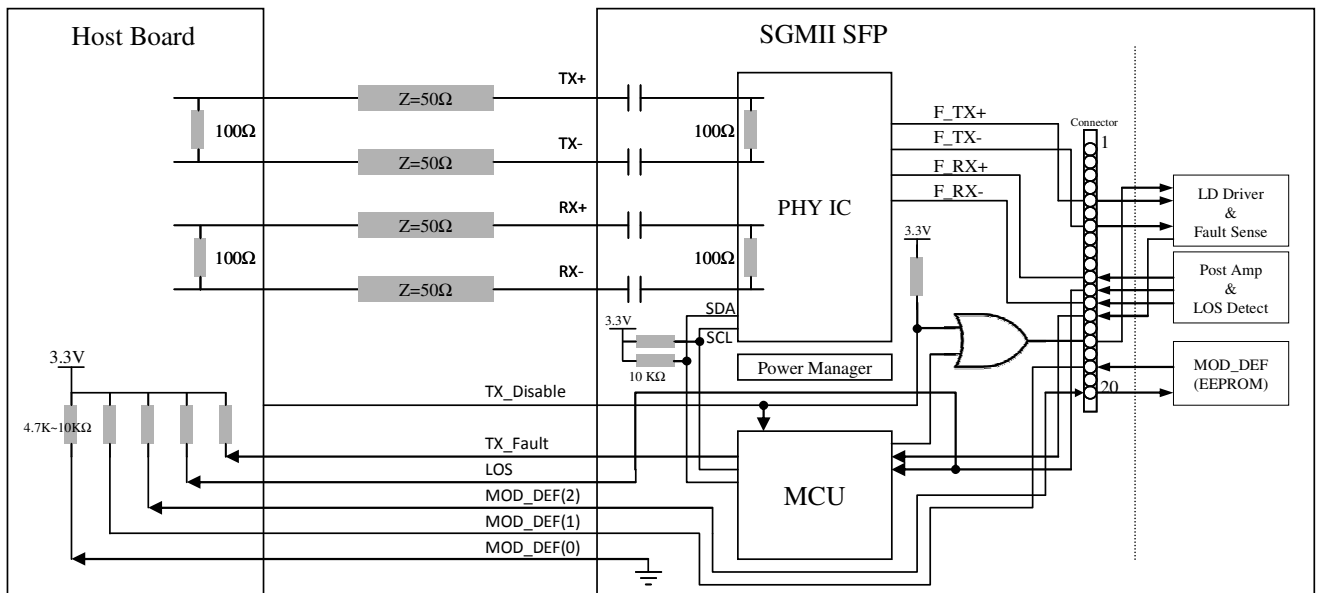 Host Board
SGMII SFP
TX+
Z=50Ω
100Ω
100Ω
TX-
Z=50Ω
RX+
Z=50Ω
100Ω
100Ω
RX-
Z=50Ω
PHY IC
F_TX+
F_TX-
F_RX+
F_RX-
Connector
1
20
LD Driver
&
Fault Sense
Post Amp
&
LOS Detect
MOD_DEF
(EEPROM)
3.3V
3.3V
SDA
SCL
10 KΩ
Power Manager
3.3V
4.7K~10KΩ
TX_Disable
TX_Fault
LOS
MOD_DEF(2)
MOD_DEF(1)
MOD_DEF(0)
MCU